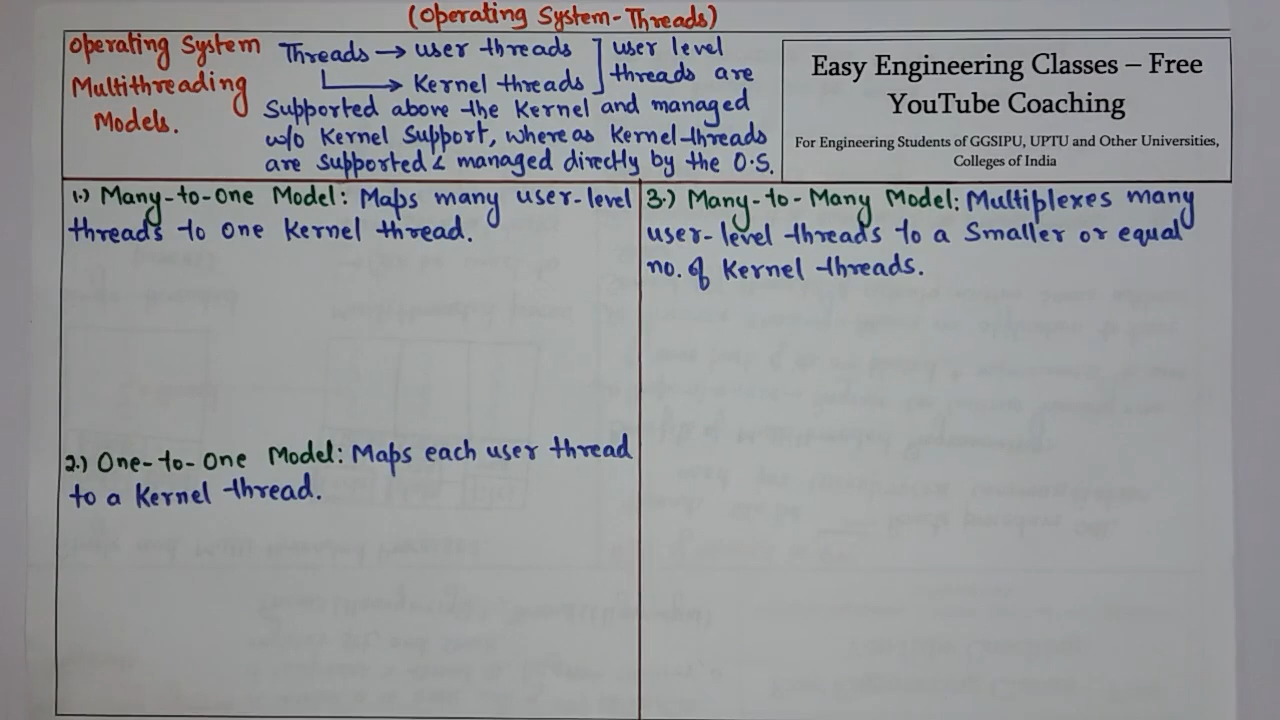 (Operating System-Threads)
Operating System
Multithreading
Models.
Threads → user threads
→ Kernel threads
user level
threads are
Supported above the Kernel and managed
w/o Kernel Support, where as Kernel-threads
are supported & managed directly by the O.S.
Easy Engineering Classes – Free
YouTube Coaching
For Engineering Students of GGSIPU, UPTU and Other Universities,
Colleges of India
1.) Many-to-One Model: Maps many user-level
threads to one Kernel thread.
2.) One-to-One Model: Maps each user thread
to a Kernel thread.
3.) Many-to-Many Model: Multiplexes many
user-level threads to a Smaller or equal
no. of Kernel threads.